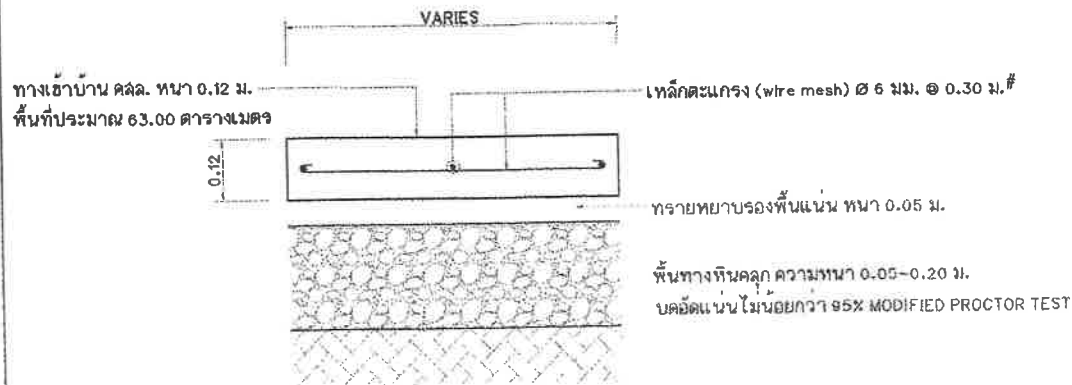 VARIES
ทางเข้าบ้าน คสล. หนา 0.12 ม.
พื้นที่ประมาณ 63.00 ตารางเมตร
เหล็กตะแกรง (wire mesh) Ø 6 มม. @ 0.30 ม.#
0.12
ทรายหยาบรองพื้นแน่น หนา 0.05 ม.
พื้นทางหินคลุก ความหนา 0.05-0.20 ม.
บดอัดแน่นไม่น้อยกว่า 95% MODIFIED PROCTOR TEST